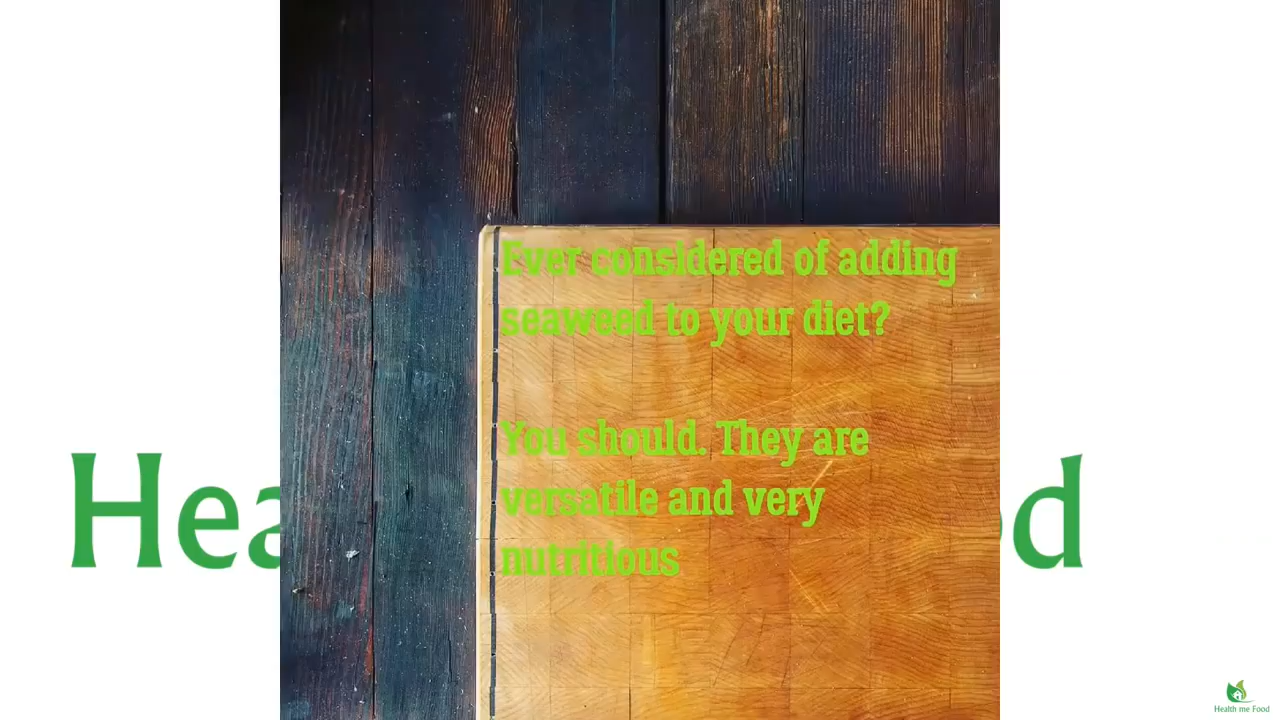 Ever considered of adding
seaweed to your diet?
You should. They are
versatile and very
nutritious
Hea
od
Health me Food